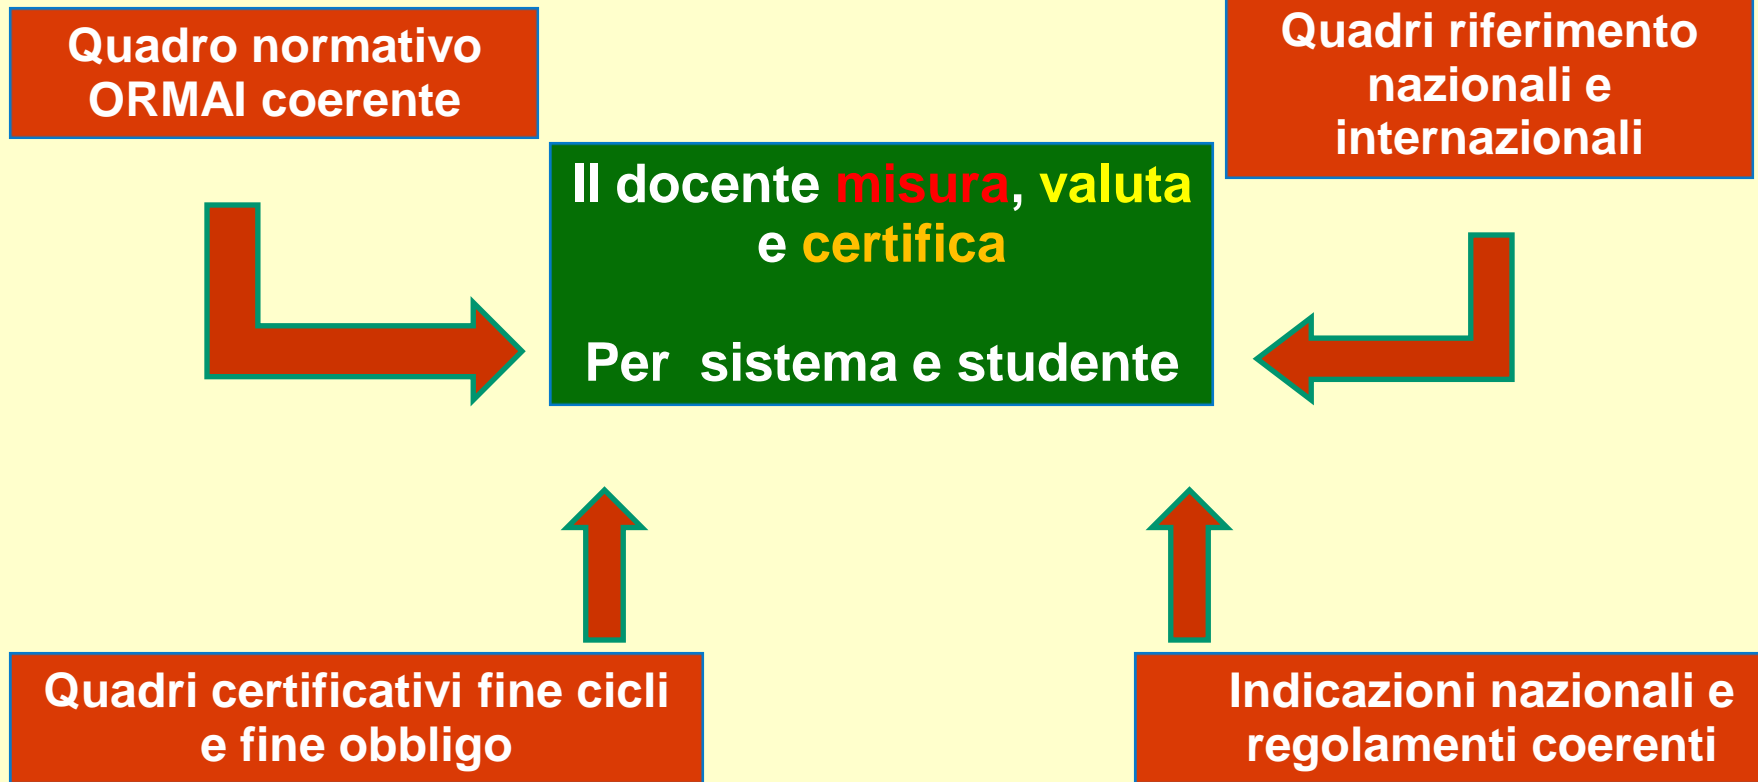 Quadro normativo
ORMAI coerente
Quadri riferimento
nazionali e
internazionali
Il docente misura, valuta
e certifica
Per sistema e studente
Quadri certificativi fine cicli
e fine obbligo
Indicazioni nazionali e
regolamenti coerenti